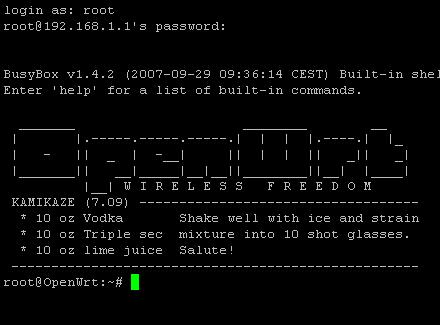 login as: root
root@192.168.1.1's password:
BusyBox v1.4.2 (2007-09-29 09:36:14 CEST) Built-in shel
Enter 'help' for a list of built-in commands.
OpenWrt
W I R E L E S S   F R E E D O M
KAMIKAZE (7.09) -----------------------------------
* 10 oz Vodka       Shake well with ice and strain
* 10 oz Triple sec  mixture into 10 shot glasses.
* 10 oz lime juice  Salute!
---------------------------------------------------
root@OpenWrt:~#